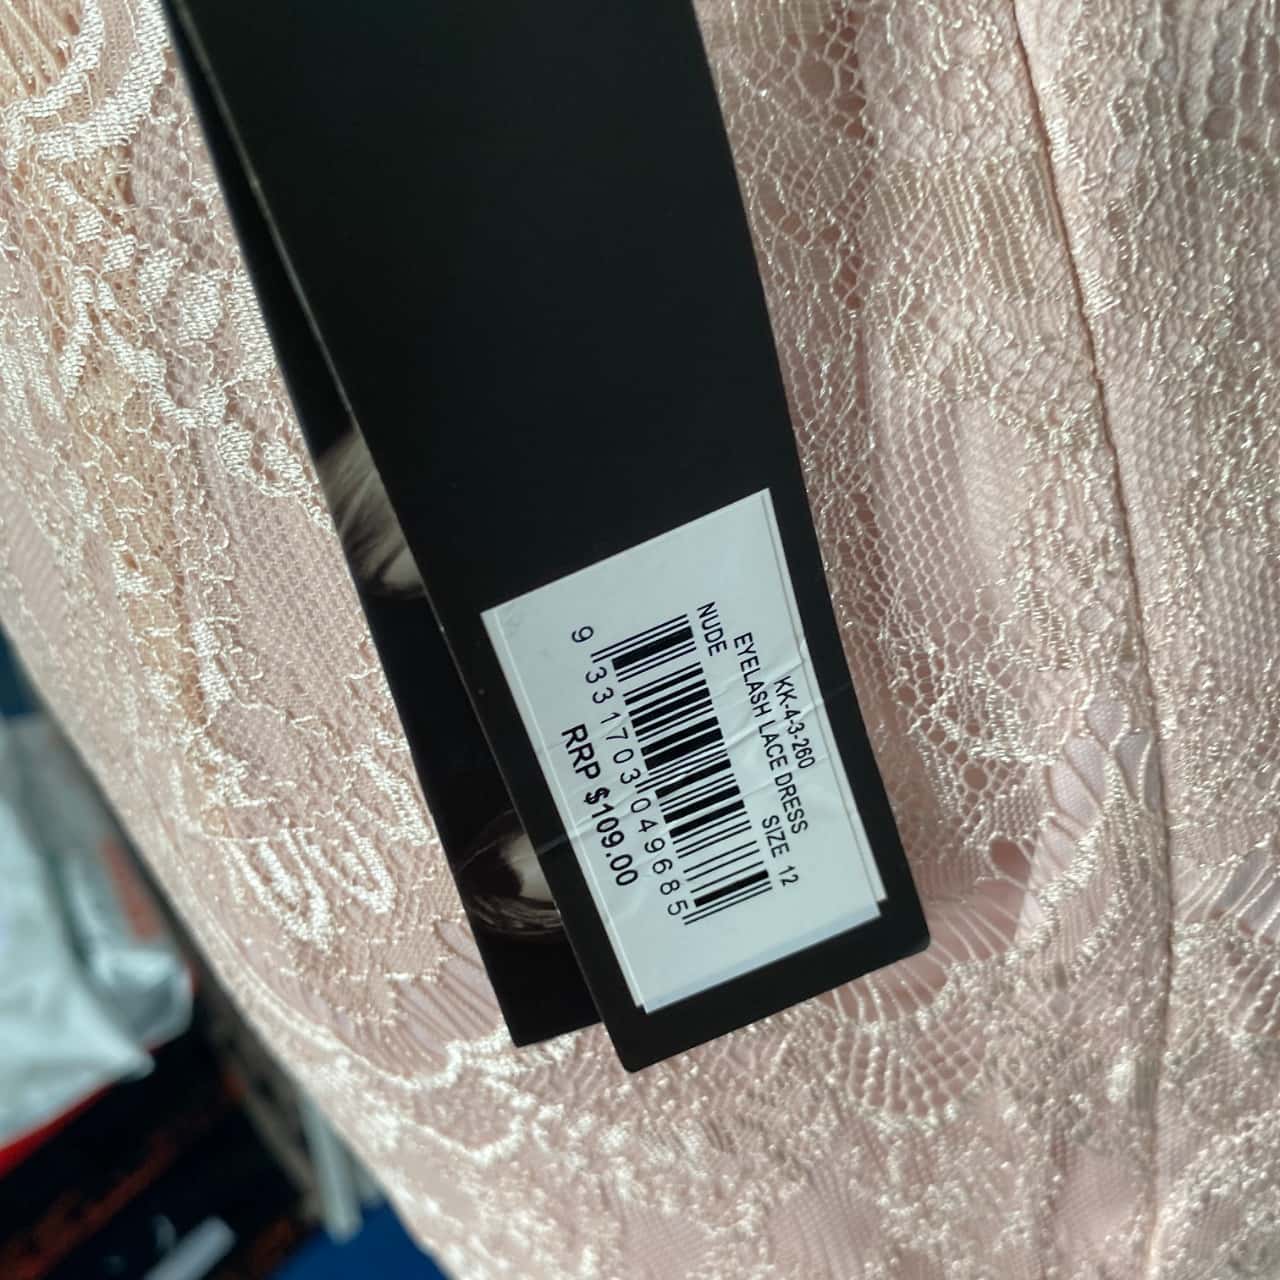 KK-4-3-260
EYELASH LACE DRESS
NUDE SIZE 12
9 331703 049685
RRP $109.00